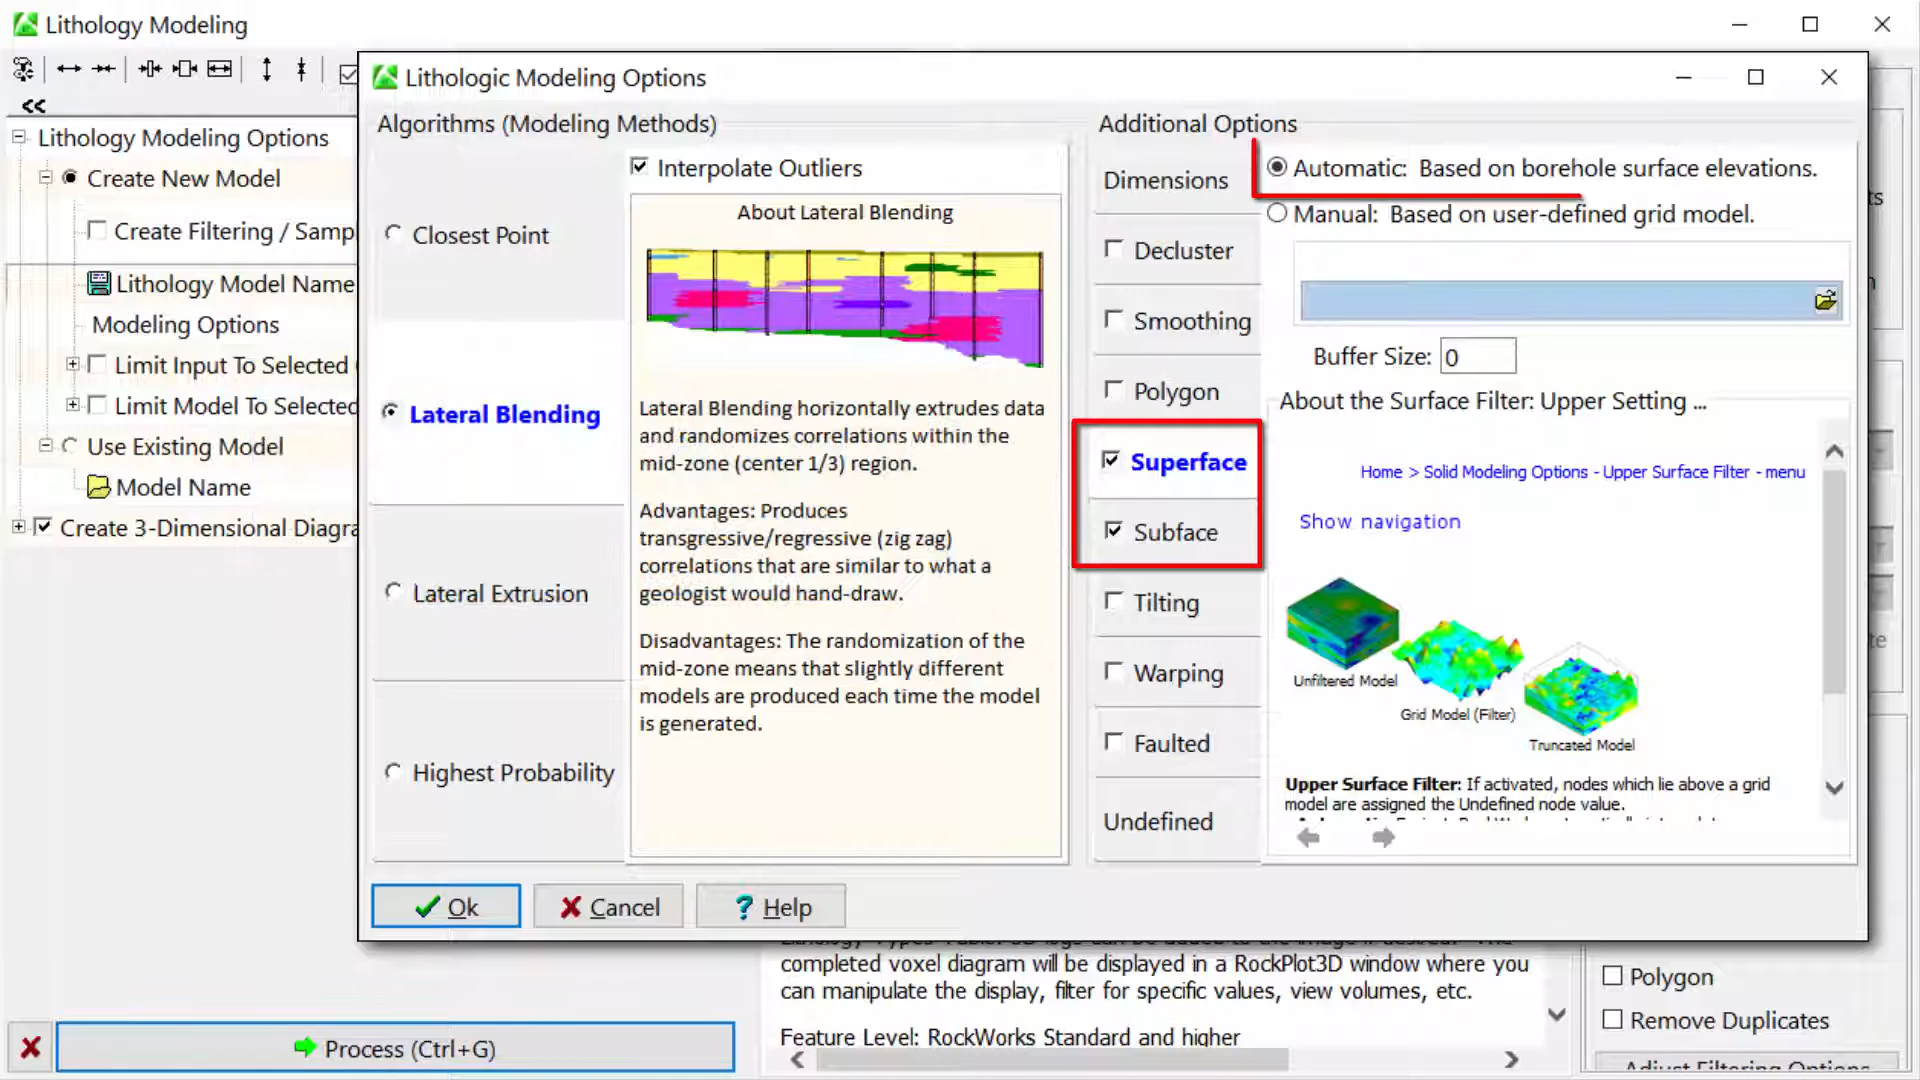 Lithology Modeling
<<
Lithology Modeling Options
Create New Model
Create Filtering / Samp
Lithology Model Name
Modeling Options
Limit Input To Selected
Limit Model To Selected
Use Existing Model
Model Name
Create 3-Dimensional Diagra
Process (Ctrl+G)
Lithologic Modeling Options
Algorithms (Modeling Methods)
Closest Point
Lateral Blending
Lateral Extrusion
Highest Probability
Interpolate Outliers
About Lateral Blending
Lateral Blending horizontally extrudes data
and randomizes correlations within the
mid-zone (center 1/3) region.
Advantages: Produces
transgressive/regressive (zig zag)
correlations that are similar to what a
geologist would hand-draw.
Disadvantages: The randomization of the
mid-zone means that slightly different
models are produced each time the model
is generated.
Additional Options
Dimensions
Decluster
Smoothing
Polygon
Superface
Subface
Tilting
Warping
Faulted
Undefined
Automatic: Based on borehole surface elevations.
Manual: Based on user-defined grid model.
Buffer Size: 0
About the Surface Filter: Upper Setting ...
Home > Solid Modeling Options - Upper Surface Filter - menu
Show navigation
Unfiltered Model
Grid Model (Filter)
Truncated Model
Upper Surface Filter: If activated, nodes which lie above a grid
model are assigned the Undefined node value.
Ok
Cancel
Help
completed voxel diagram will be displayed in a RockPlot3D window where you
can manipulate the display, filter for specific values, view volumes, etc.
Feature Level: RockWorks Standard and higher
Polygon
Remove Duplicates
Adjust Filtering Options